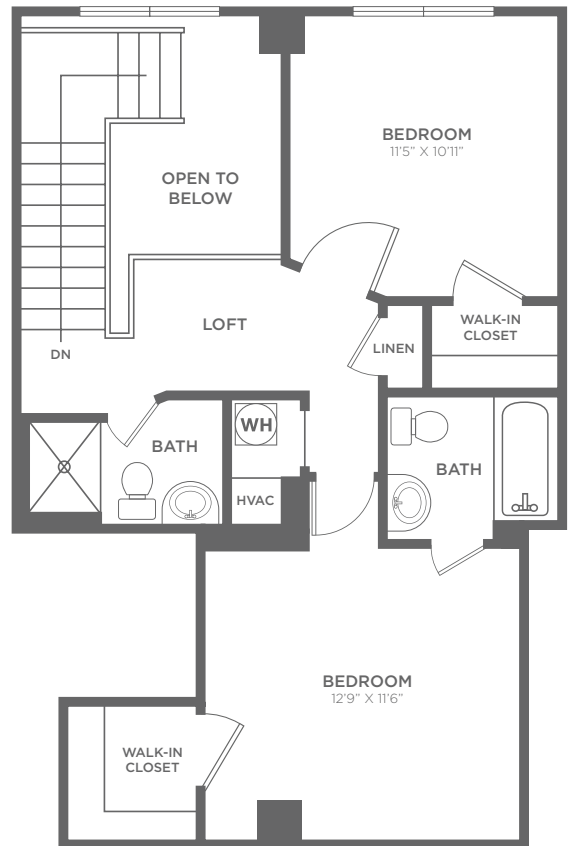 BEDROOM
11'5" X 10'11"
OPEN TO
BELOW
LOFT
WALK-IN
CLOSET
DN
LINEN
WH
BATH
BATH
HVAC
BEDROOM
12'9" X 11'6"
WALK-IN
CLOSET